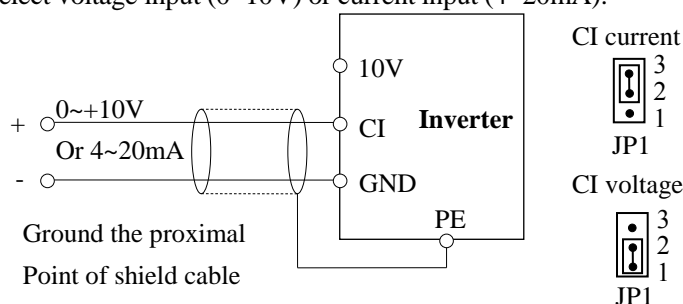 elect voltage input (0~10V) or current input (4~20mA).
CI current
3
2
1
JP1
10V
0~+10V
+
CI
Inverter
Or 4~20mA
-
GND
CI voltage
PE
3
2
1
JP1
Ground the proximal
Point of shield cable